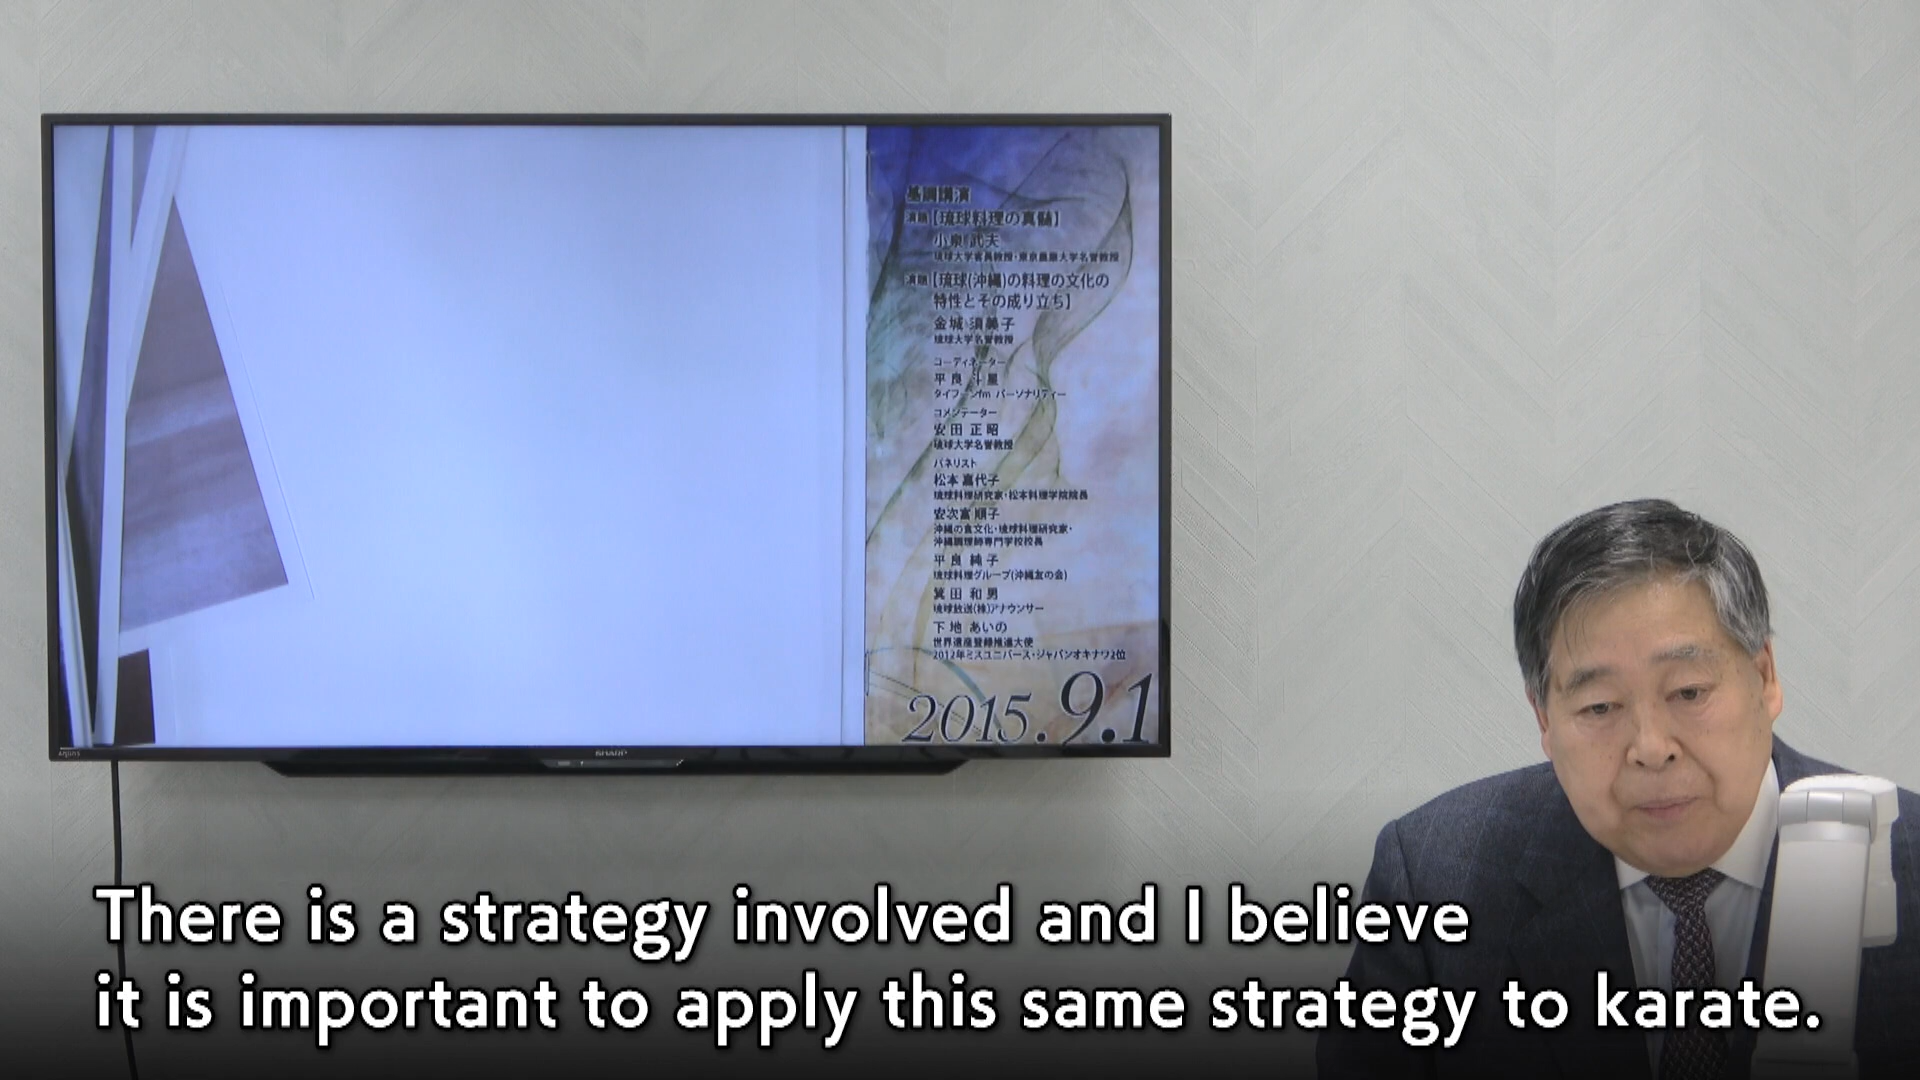 基調講演
演題【琉球料理の真髄】
小泉 武夫
琉球大学客員教授・東京農業大学名誉教授
演題【琉球(沖縄)の料理の文化の
特性とその成り立ち】
金城 須美子
琉球大学名誉教授
コーディネーター
平良 斗星
タイフーンfm パーソナリティー
コメンテーター
安田 正昭
琉球大学名誉教授
パネリスト
松本 嘉代子
琉球料理研究家・松本料理学院院長
安次富 順子
沖縄の食文化・琉球料理研究家・
沖縄調理師専門学校校長
平良 純子
琉球料理グループ(沖縄友の会)
箕田 和男
琉球放送(株)アナウンサー
下地 あいの
世界遺産登録推進大使
2012年ミスユニバース・ジャパンオキナワ2位
2015.9.1
AQUOS
SHARP
There is a strategy involved and I believe
it is important to apply this same strategy to karate.